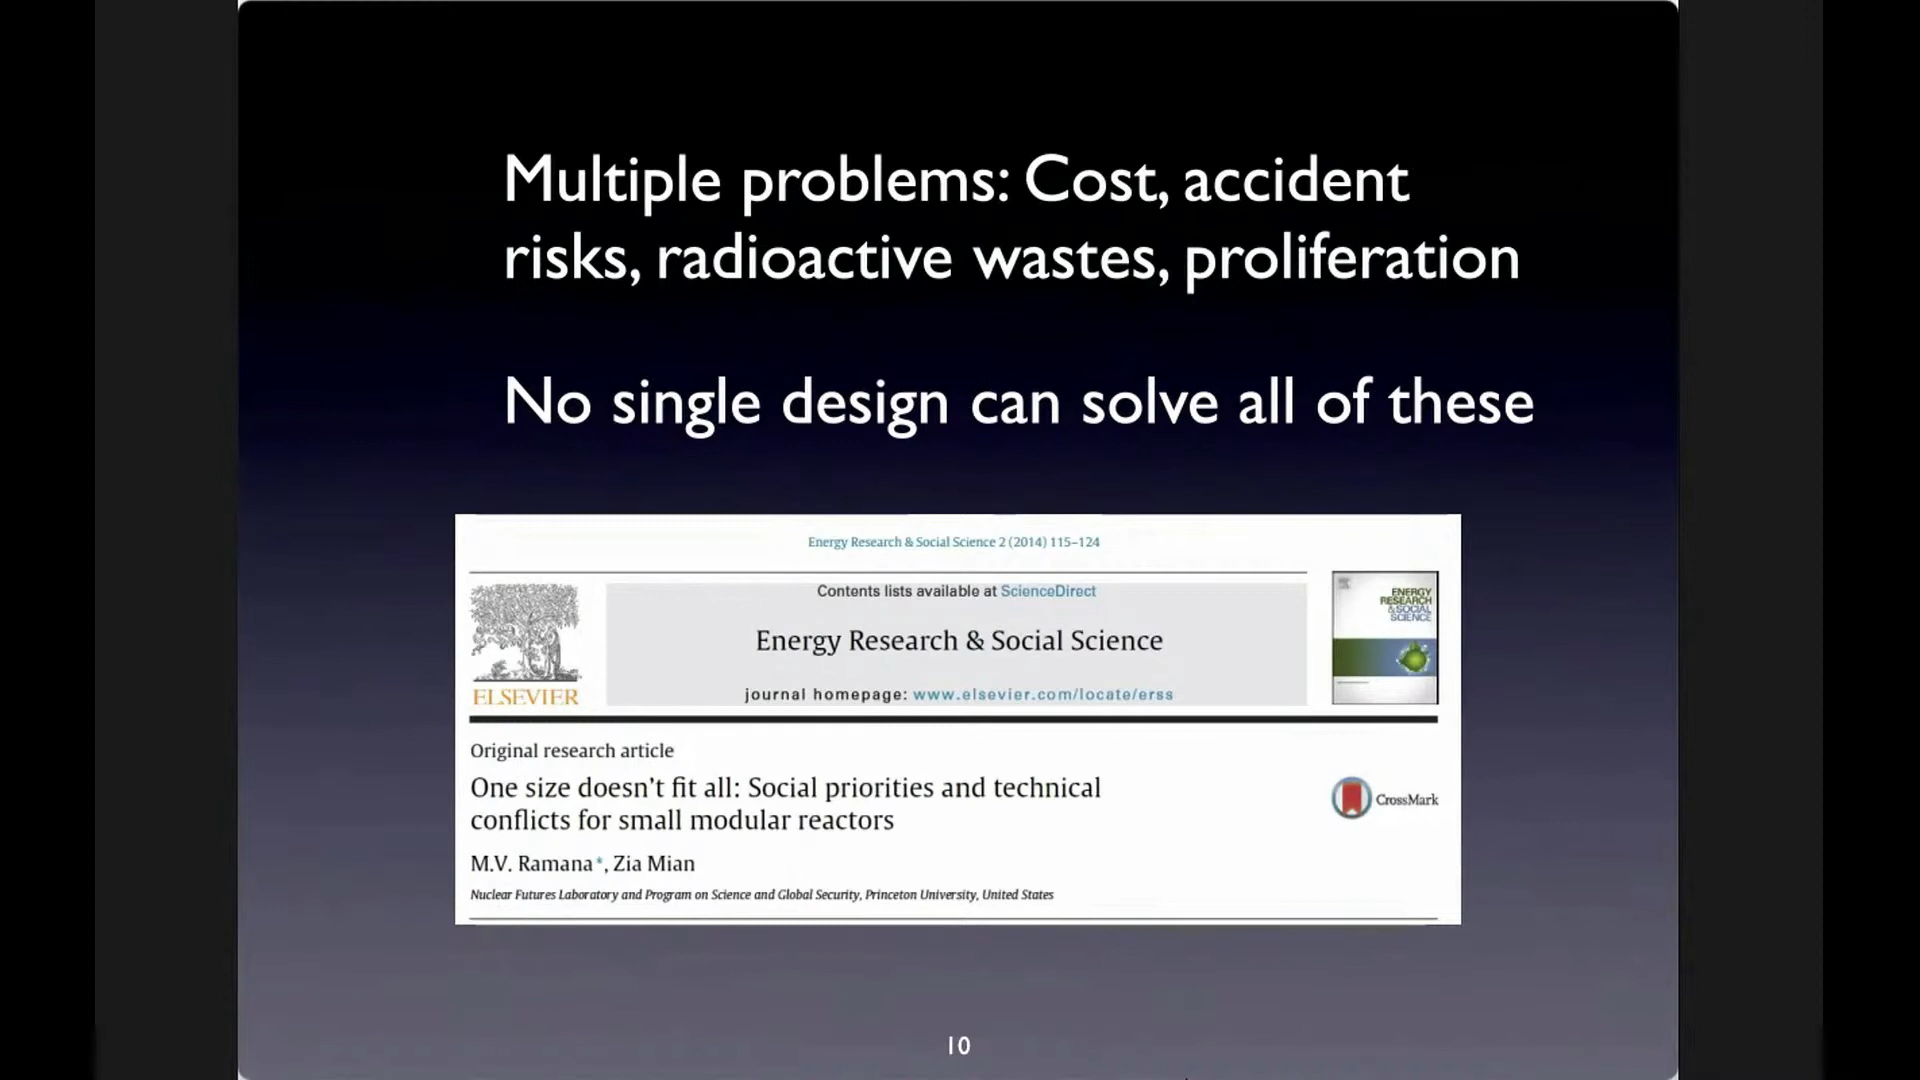 Multiple problems: Cost, accident
risks, radioactive wastes, proliferation
No single design can solve all of these
Energy Research & Social Science 2 (2014) 115–124
Contents lists available at ScienceDirect
Energy Research & Social Science
journal homepage: www.elsevier.com/locate/erss
ELSEVIER
ENERGY
RESEARCH
& SOCIAL
SCIENCE
Original research article
One size doesn't fit all: Social priorities and technical
conflicts for small modular reactors
CrossMark
M.V. Ramana*, Zia Mian
Nuclear Futures Laboratory and Program on Science and Global Security, Princeton University, United States
10